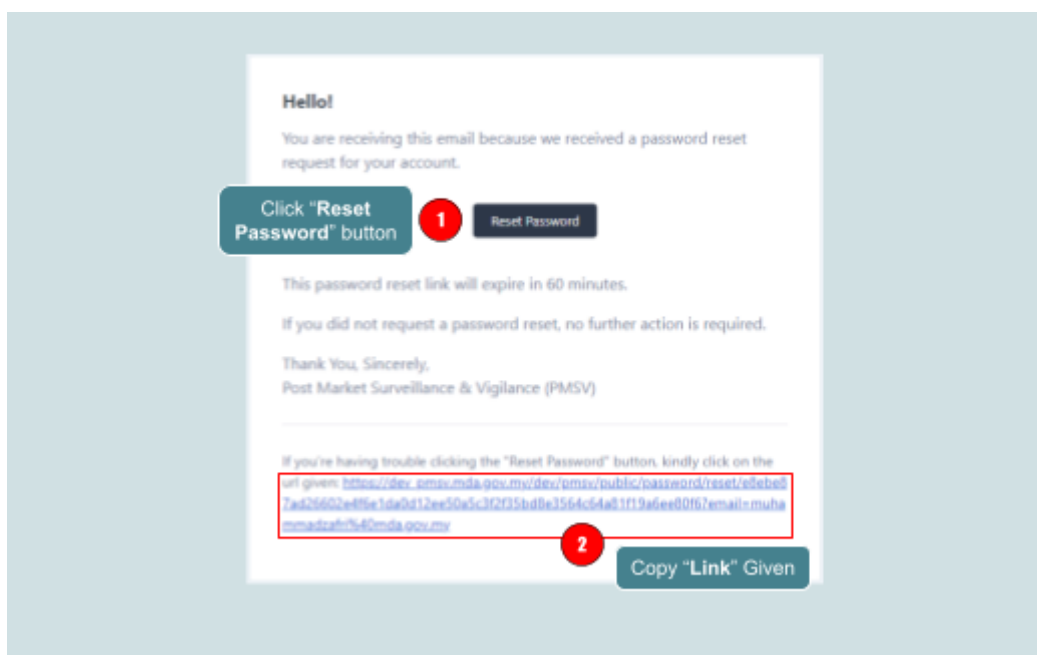 Hello!
You are receiving this email because we received a password reset
request for your account.
Click "Reset
Password" button
1
Reset Password
This password reset link will expire in 60 minutes.
If you did not request a password reset, no further action is required.
Thank You, Sincerely,
Post Market Surveillance & Vigilance (PMSV)
If you're having trouble clicking the "Reset Password" button, kindly click on the
url given:
2
Copy "Link" Given